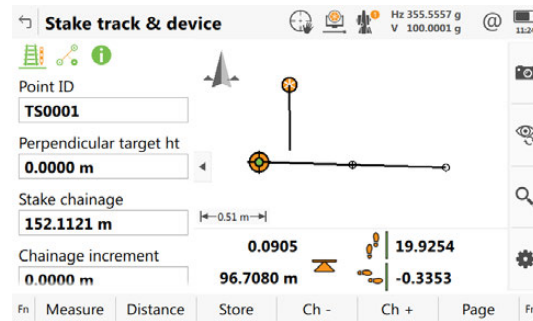 Stake track & device
Hz 355.5557 g
V 100.0001 g
@
Point ID
TS0001
Perpendicular target ht
0.0000 m
Stake chainage
152.1121 m
0.51 m
Chainage increment
0.0000 m
0.0905
19.9254
96.7080 m
-0.3353
Fn Measure Distance Store Ch - Ch + Page